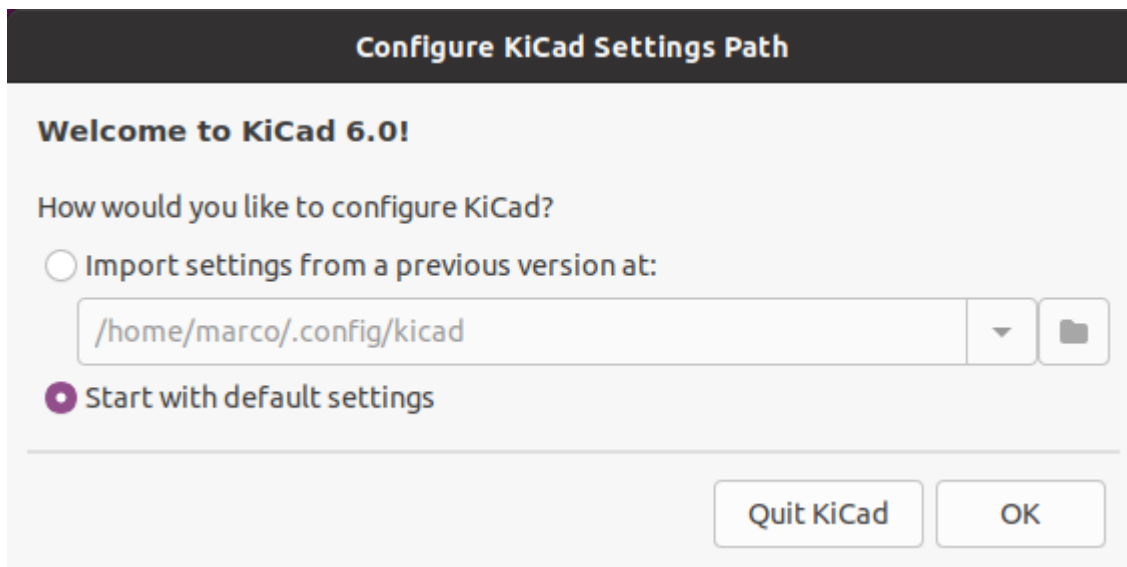 Configure KiCad Settings Path
Welcome to KiCad 6.0!
How would you like to configure KiCad?
Import settings from a previous version at:
/home/marco/.config/kicad
Start with default settings
Quit KiCad OK